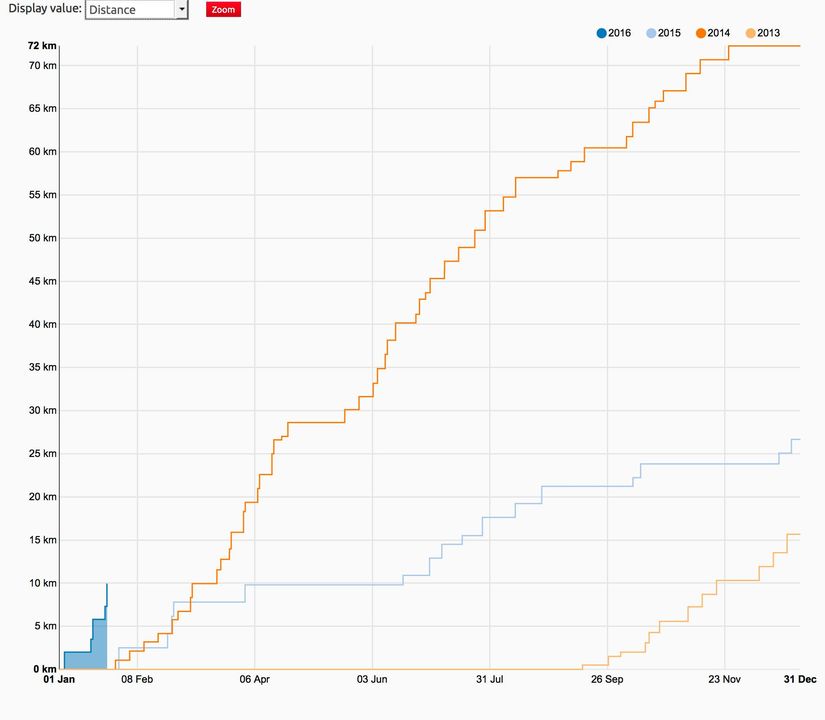 Display value: Distance Zoom
2016 2015 2014 2013
72 km
70 km
65 km
60 km
55 km
50 km
45 km
40 km
35 km
30 km
25 km
20 km
15 km
10 km
5 km
0 km
01 Jan 08 Feb 06 Apr 03 Jun 31 Jul 26 Sep 23 Nov 31 Dec